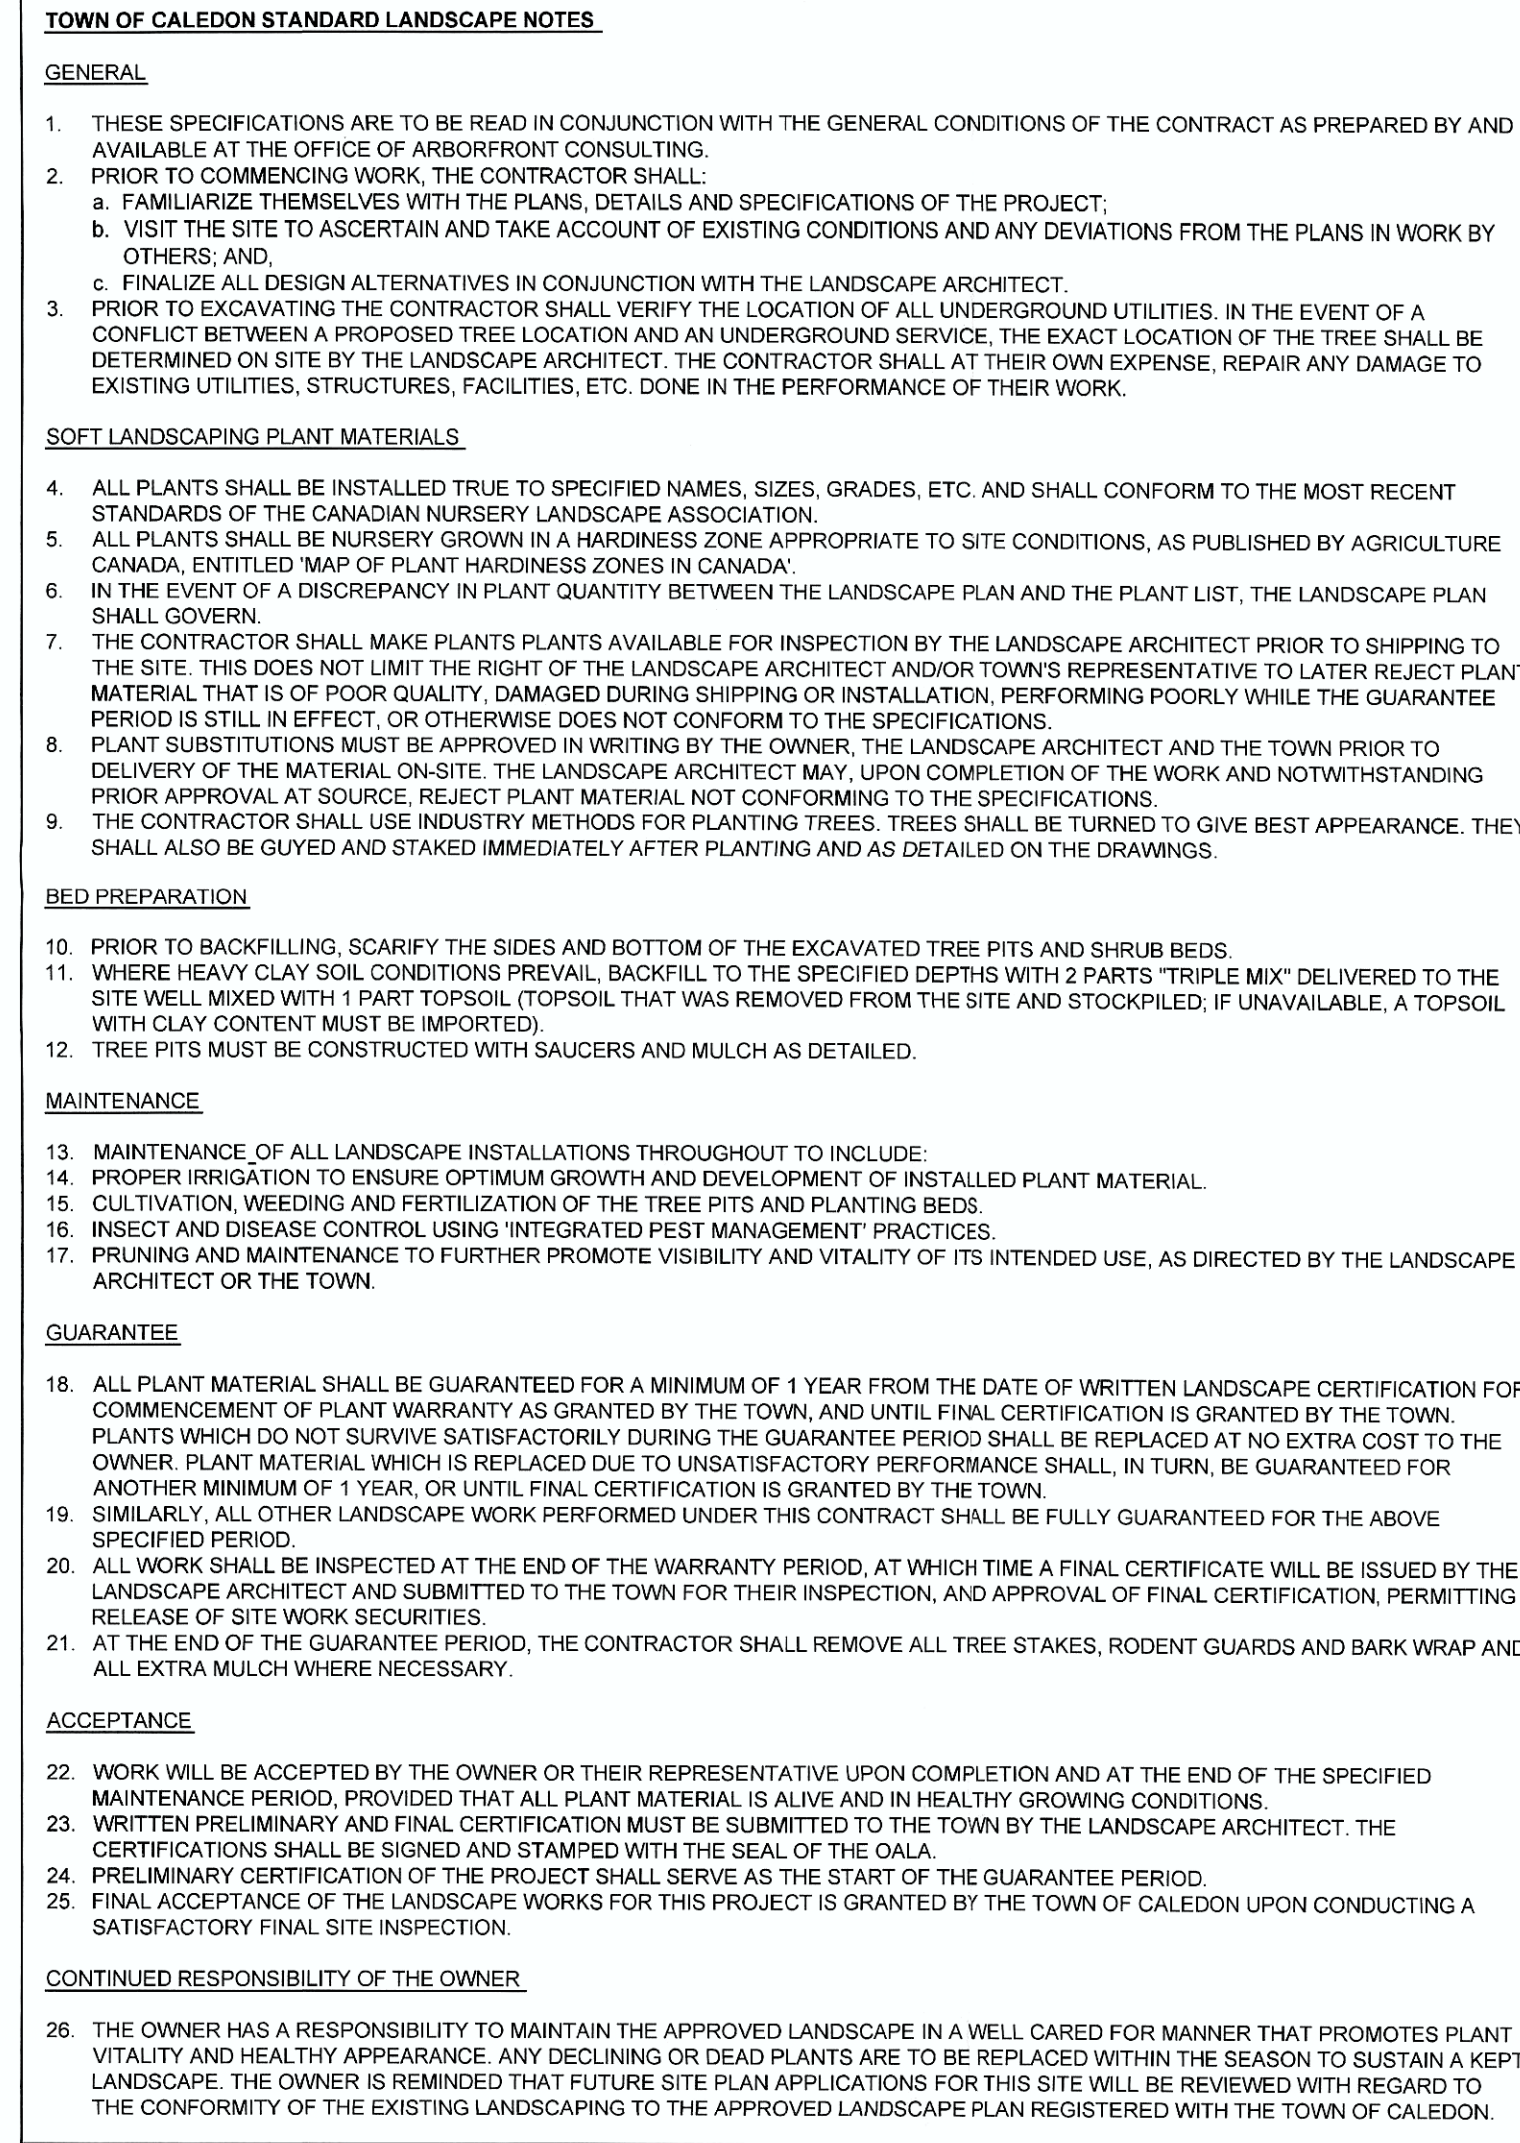 TOWN OF CALEDON STANDARD LANDSCAPE NOTES
GENERAL
1. THESE SPECIFICATIONS ARE TO BE READ IN CONJUNCTION WITH THE GENERAL CONDITIONS OF THE CONTRACT AS PREPARED BY AND
AVAILABLE AT THE OFFICE OF ARBORFRONT CONSULTING.
2. PRIOR TO COMMENCING WORK, THE CONTRACTOR SHALL:
a. FAMILIARIZE THEMSELVES WITH THE PLANS, DETAILS AND SPECIFICATIONS OF THE PROJECT;
b. VISIT THE SITE TO ASCERTAIN AND TAKE ACCOUNT OF EXISTING CONDITIONS AND ANY DEVIATIONS FROM THE PLANS IN WORK BY
OTHERS; AND,
c. FINALIZE ALL DESIGN ALTERNATIVES IN CONJUNCTION WITH THE LANDSCAPE ARCHITECT.
3. PRIOR TO EXCAVATING THE CONTRACTOR SHALL VERIFY THE LOCATION OF ALL UNDERGROUND UTILITIES. IN THE EVENT OF A
CONFLICT BETWEEN A PROPOSED TREE LOCATION AND AN UNDERGROUND SERVICE, THE EXACT LOCATION OF THE TREE SHALL BE
DETERMINED ON SITE BY THE LANDSCAPE ARCHITECT. THE CONTRACTOR SHALL AT THEIR OWN EXPENSE, REPAIR ANY DAMAGE TO
EXISTING UTILITIES, STRUCTURES, FACILITIES, ETC. DONE IN THE PERFORMANCE OF THEIR WORK.
SOFT LANDSCAPING PLANT MATERIALS
4. ALL PLANTS SHALL BE INSTALLED TRUE TO SPECIFIED NAMES, SIZES, GRADES, ETC. AND SHALL CONFORM TO THE MOST RECENT
STANDARDS OF THE CANADIAN NURSERY LANDSCAPE ASSOCIATION.
5. ALL PLANTS SHALL BE NURSERY GROWN IN A HARDINESS ZONE APPROPRIATE TO SITE CONDITIONS, AS PUBLISHED BY AGRICULTURE
CANADA, ENTITLED 'MAP OF PLANT HARDINESS ZONES IN CANADA'.
6. IN THE EVENT OF A DISCREPANCY IN PLANT QUANTITY BETWEEN THE LANDSCAPE PLAN AND THE PLANT LIST, THE LANDSCAPE PLAN
SHALL GOVERN.
7. THE CONTRACTOR SHALL MAKE PLANTS PLANTS AVAILABLE FOR INSPECTION BY THE LANDSCAPE ARCHITECT PRIOR TO SHIPPING TO
THE SITE. THIS DOES NOT LIMIT THE RIGHT OF THE LANDSCAPE ARCHITECT AND/OR TOWN'S REPRESENTATIVE TO LATER REJECT PLANT
MATERIAL THAT IS OF POOR QUALITY, DAMAGED DURING SHIPPING OR INSTALLATION, PERFORMING POORLY WHILE THE GUARANTEE
PERIOD IS STILL IN EFFECT, OR OTHERWISE DOES NOT CONFORM TO THE SPECIFICATIONS.
8. PLANT SUBSTITUTIONS MUST BE APPROVED IN WRITING BY THE OWNER, THE LANDSCAPE ARCHITECT AND THE TOWN PRIOR TO
DELIVERY OF THE MATERIAL ON-SITE. THE LANDSCAPE ARCHITECT MAY, UPON COMPLETION OF THE WORK AND NOTWITHSTANDING
PRIOR APPROVAL AT SOURCE, REJECT PLANT MATERIAL NOT CONFORMING TO THE SPECIFICATIONS.
9. THE CONTRACTOR SHALL USE INDUSTRY METHODS FOR PLANTING TREES. TREES SHALL BE TURNED TO GIVE BEST APPEARANCE. THEY
SHALL ALSO BE GUYED AND STAKED IMMEDIATELY AFTER PLANTING AND AS DETAILED ON THE DRAWINGS.
BED PREPARATION
10. PRIOR TO BACKFILLING, SCARIFY THE SIDES AND BOTTOM OF THE EXCAVATED TREE PITS AND SHRUB BEDS.
11. WHERE HEAVY CLAY SOIL CONDITIONS PREVAIL, BACKFILL TO THE SPECIFIED DEPTHS WITH 2 PARTS "TRIPLE MIX" DELIVERED TO THE
SITE WELL MIXED WITH 1 PART TOPSOIL (TOPSOIL THAT WAS REMOVED FROM THE SITE AND STOCKPILED; IF UNAVAILABLE, A TOPSOIL
WITH CLAY CONTENT MUST BE IMPORTED).
12. TREE PITS MUST BE CONSTRUCTED WITH SAUCERS AND MULCH AS DETAILED.
MAINTENANCE
13. MAINTENANCE OF ALL LANDSCAPE INSTALLATIONS THROUGHOUT TO INCLUDE:
14. PROPER IRRIGATION TO ENSURE OPTIMUM GROWTH AND DEVELOPMENT OF INSTALLED PLANT MATERIAL.
15. CULTIVATION, WEEDING AND FERTILIZATION OF THE TREE PITS AND PLANTING BEDS.
16. INSECT AND DISEASE CONTROL USING 'INTEGRATED PEST MANAGEMENT' PRACTICES.
17. PRUNING AND MAINTENANCE TO FURTHER PROMOTE VISIBILITY AND VITALITY OF ITS INTENDED USE, AS DIRECTED BY THE LANDSCAPE
ARCHITECT OR THE TOWN.
GUARANTEE
18. ALL PLANT MATERIAL SHALL BE GUARANTEED FOR A MINIMUM OF 1 YEAR FROM THE DATE OF WRITTEN LANDSCAPE CERTIFICATION FOR
COMMENCEMENT OF PLANT WARRANTY AS GRANTED BY THE TOWN, AND UNTIL FINAL CERTIFICATION IS GRANTED BY THE TOWN.
PLANTS WHICH DO NOT SURVIVE SATISFACTORILY DURING THE GUARANTEE PERIOD SHALL BE REPLACED AT NO EXTRA COST TO THE
OWNER. PLANT MATERIAL WHICH IS REPLACED DUE TO UNSATISFACTORY PERFORMANCE SHALL, IN TURN, BE GUARANTEED FOR
ANOTHER MINIMUM OF 1 YEAR, OR UNTIL FINAL CERTIFICATION IS GRANTED BY THE TOWN.
19. SIMILARLY, ALL OTHER LANDSCAPE WORK PERFORMED UNDER THIS CONTRACT SHALL BE FULLY GUARANTEED FOR THE ABOVE
SPECIFIED PERIOD.
20. ALL WORK SHALL BE INSPECTED AT THE END OF THE WARRANTY PERIOD, AT WHICH TIME A FINAL CERTIFICATE WILL BE ISSUED BY THE
LANDSCAPE ARCHITECT AND SUBMITTED TO THE TOWN FOR THEIR INSPECTION, AND APPROVAL OF FINAL CERTIFICATION, PERMITTING
RELEASE OF SITE WORK SECURITIES.
21. AT THE END OF THE GUARANTEE PERIOD, THE CONTRACTOR SHALL REMOVE ALL TREE STAKES, RODENT GUARDS AND BARK WRAP AND
ALL EXTRA MULCH WHERE NECESSARY.
ACCEPTANCE
22. WORK WILL BE ACCEPTED BY THE OWNER OR THEIR REPRESENTATIVE UPON COMPLETION AND AT THE END OF THE SPECIFIED
MAINTENANCE PERIOD, PROVIDED THAT ALL PLANT MATERIAL IS ALIVE AND IN HEALTHY GROWING CONDITIONS.
23. WRITTEN PRELIMINARY AND FINAL CERTIFICATION MUST BE SUBMITTED TO THE TOWN BY THE LANDSCAPE ARCHITECT. THE
CERTIFICATIONS SHALL BE SIGNED AND STAMPED WITH THE SEAL OF THE OALA.
24. PRELIMINARY CERTIFICATION OF THE PROJECT SHALL SERVE AS THE START OF THE GUARANTEE PERIOD.
25. FINAL ACCEPTANCE OF THE LANDSCAPE WORKS FOR THIS PROJECT IS GRANTED BY THE TOWN OF CALEDON UPON CONDUCTING A
SATISFACTORY FINAL SITE INSPECTION.
CONTINUED RESPONSIBILITY OF THE OWNER
26. THE OWNER HAS A RESPONSIBILITY TO MAINTAIN THE APPROVED LANDSCAPE IN A WELL CARED FOR MANNER THAT PROMOTES PLANT
VITALITY AND HEALTHY APPEARANCE. ANY DECLINING OR DEAD PLANTS ARE TO BE REPLACED WITHIN THE SEASON TO SUSTAIN A KEPT
LANDSCAPE. THE OWNER IS REMINDED THAT FUTURE SITE PLAN APPLICATIONS FOR THIS SITE WILL BE REVIEWED WITH REGARD TO
THE CONFORMITY OF THE EXISTING LANDSCAPING TO THE APPROVED LANDSCAPE PLAN REGISTERED WITH THE TOWN OF CALEDON.